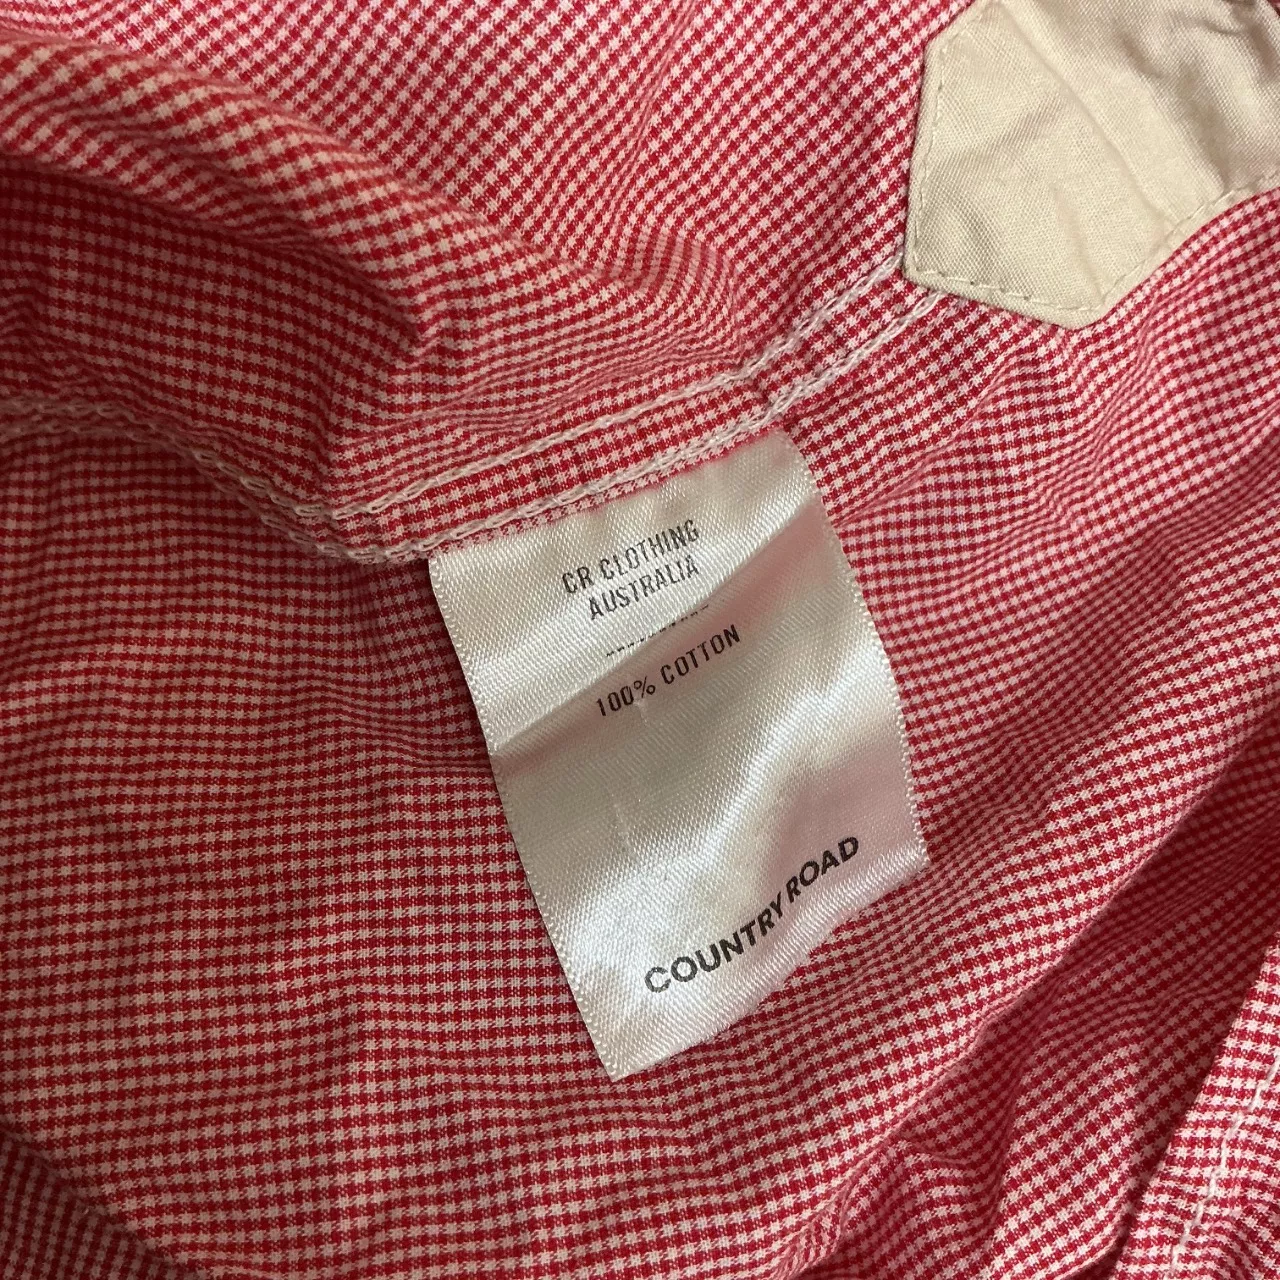 CR CLOTHING
AUSTRALIA
----------
100% COTTON
COUNTRY ROAD